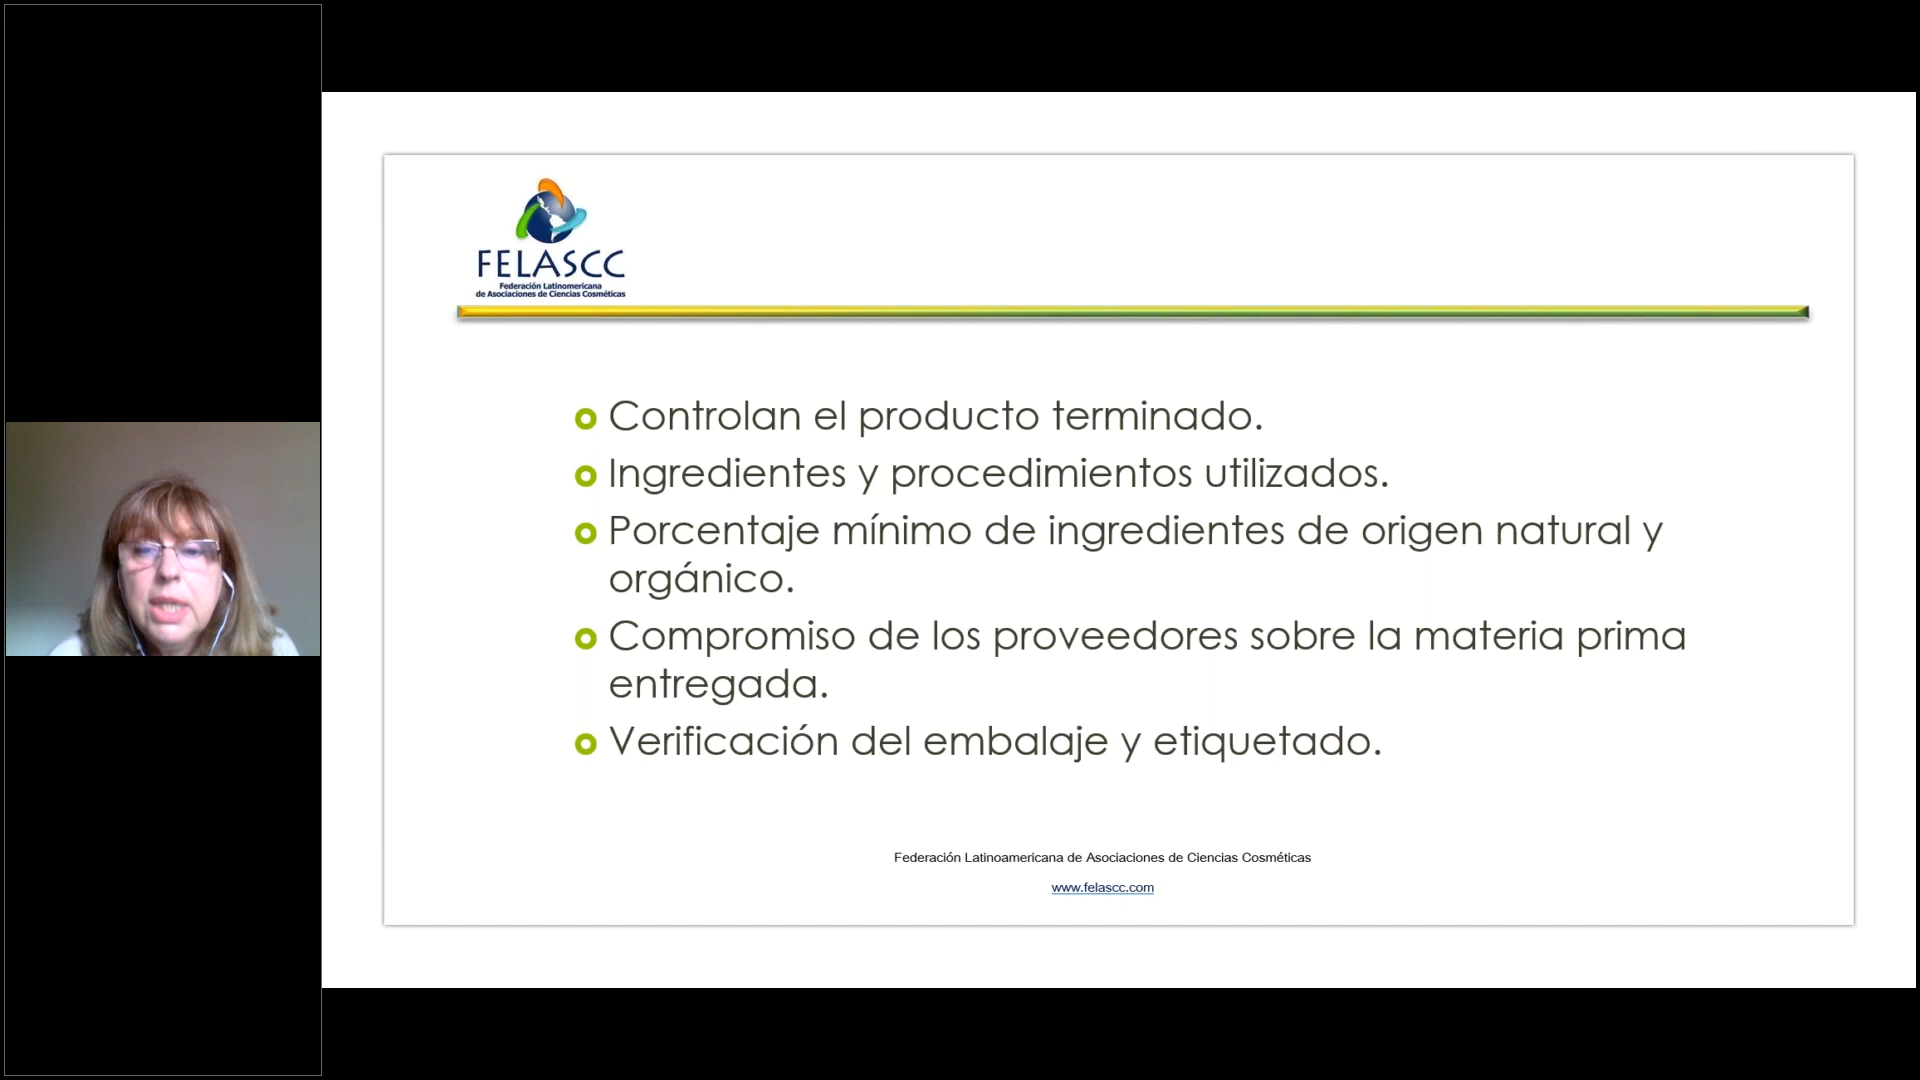 FELASCC
Federación Latinomericana
de Asociaciones de Ciencias Cosméticas
Controlan el producto terminado.
Ingredientes y procedimientos utilizados.
Porcentaje mínimo de ingredientes de origen natural y
orgánico.
Compromiso de los proveedores sobre la materia prima
entregada.
Verificación del embalaje y etiquetado.
Federación Latinoamericana de Asociaciones de Ciencias Cosméticas
www.felascc.com